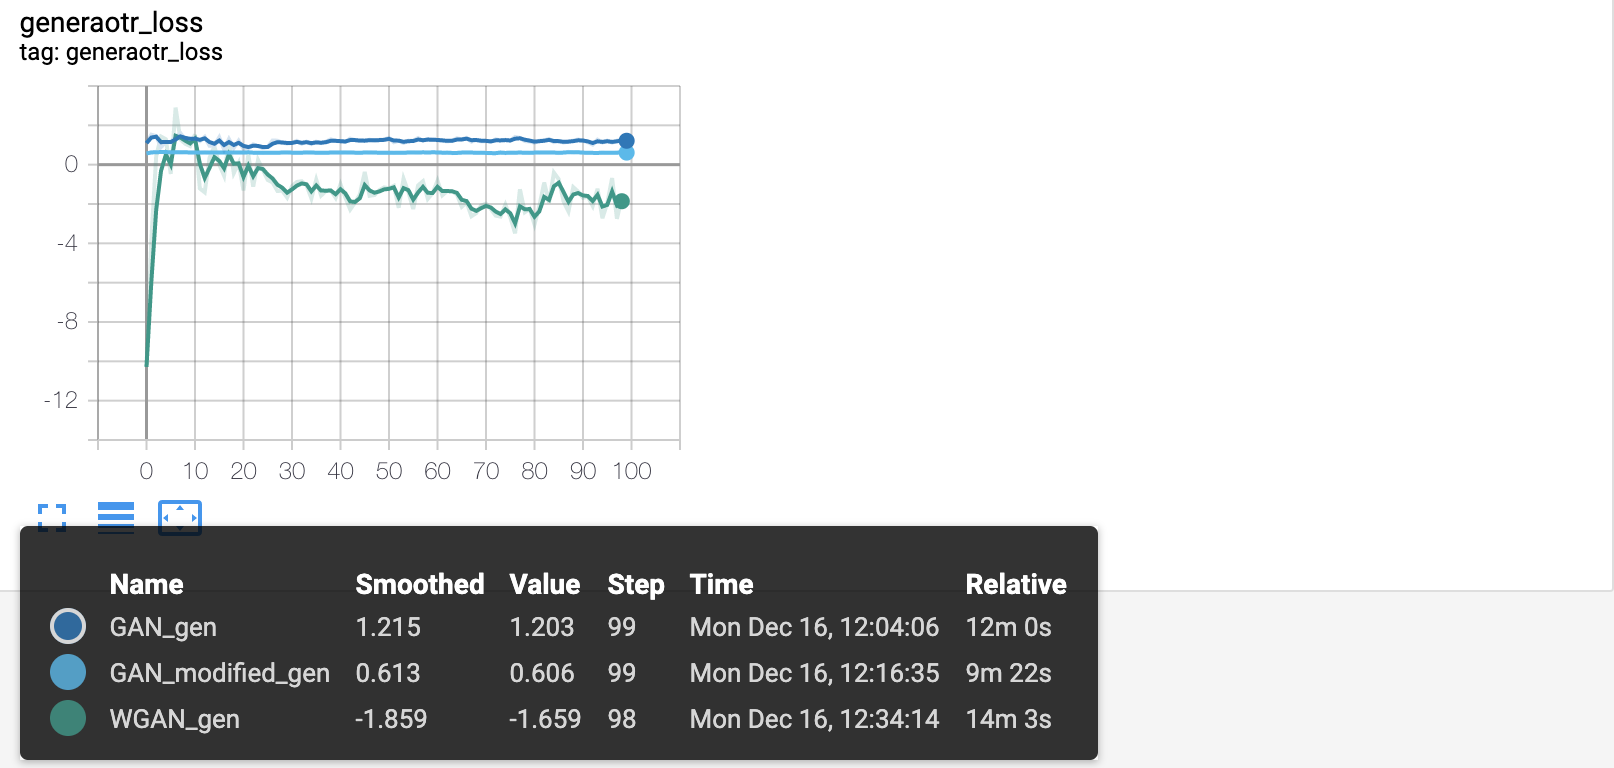 generaotr_loss
tag: generaotr_loss
0
-4
-8
-12
0 10 20 30 40 50 60 70 80 90 100
Name Smoothed Value Step Time Relative
GAN_gen 1.215 1.203 99 Mon Dec 16, 12:04:06 12m 0s
GAN_modified_gen 0.613 0.606 99 Mon Dec 16, 12:16:35 9m 22s
WGAN_gen -1.859 -1.659 98 Mon Dec 16, 12:34:14 14m 3s